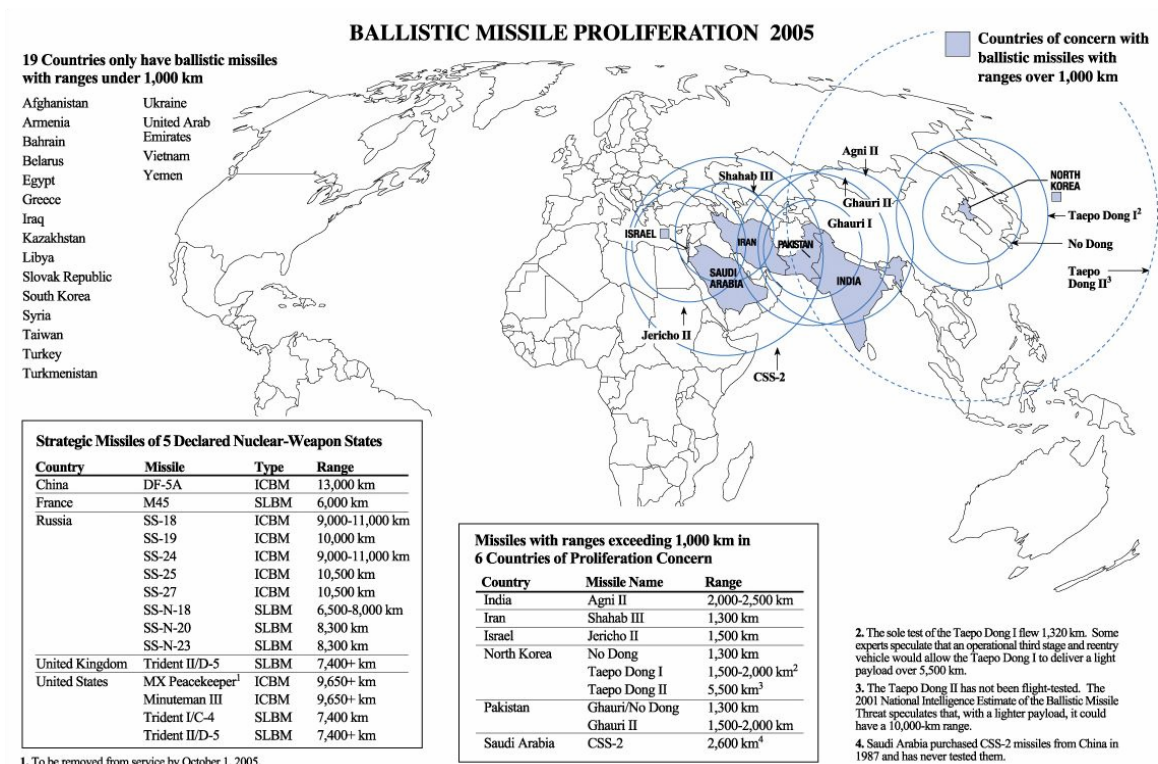 BALLISTIC MISSILE PROLIFERATION 2005
19 Countries only have ballistic missiles
with ranges under 1,000 km
Afghanistan
Armenia
Bahrain
Belarus
Egypt
Greece
Iraq
Kazakhstan
Libya
Slovak Republic
South Korea
Syria
Taiwan
Turkey
Turkmenistan
Ukraine
United Arab
Emirates
Vietnam
Yemen
Countries of concern with
ballistic missiles with
ranges over 1,000 km
Agni II
Shahab III
Ghauri II
Ghauri I
ISRAEL
IRAN
PAKISTAN
SAUDI
ARABIA
INDIA
NORTH
KOREA
Taepo Dong I2
No Dong
Taepo
Dong II3
Jericho II
CSS-2
Strategic Missiles of 5 Declared Nuclear-Weapon States
Country Missile Type Range
China DF-5A ICBM 13,000 km
France M45 SLBM 6,000 km
Russia SS-18 ICBM 9,000-11,000 km
SS-19 ICBM 10,000 km
SS-24 ICBM 9,000-11,000 km
SS-25 ICBM 10,500 km
SS-27 ICBM 10,500 km
SS-N-18 SLBM 6,500-8,000 km
SS-N-20 SLBM 8,300 km
SS-N-23 SLBM 8,300 km
United Kingdom Trident II/D-5 SLBM 7,400+ km
United States MX Peacekeeper1 ICBM 9,650+ km
Minuteman III ICBM 9,650+ km
Trident I/C-4 SLBM 7,400 km
Trident II/D-5 SLBM 7,400+ km
1. To be removed from service by October 1, 2005.
Missiles with ranges exceeding 1,000 km in
6 Countries of Proliferation Concern
Country Missile Name Range
India Agni II 2,000-2,500 km
Iran Shahab III 1,300 km
Israel Jericho II 1,500 km
North Korea No Dong 1,300 km
Taepo Dong I 1,500-2,000 km2
Taepo Dong II 5,500 km3
Pakistan Ghauri/No Dong 1,300 km
Ghauri II 1,500-2,000 km
Saudi Arabia CSS-2 2,600 km4
2. The sole test of the Taepo Dong I flew 1,320 km. Some
experts speculate that an operational third stage and reentry
vehicle would allow the Taepo Dong I to deliver a light
payload over 5,500 km.
3. The Taepo Dong II has not been flight-tested. The
2001 National Intelligence Estimate of the Ballistic Missile
Threat speculates that, with a lighter payload, it could
have a 10,000-km range.
4. Saudi Arabia purchased CSS-2 missiles from China in
1987 and has never tested them.